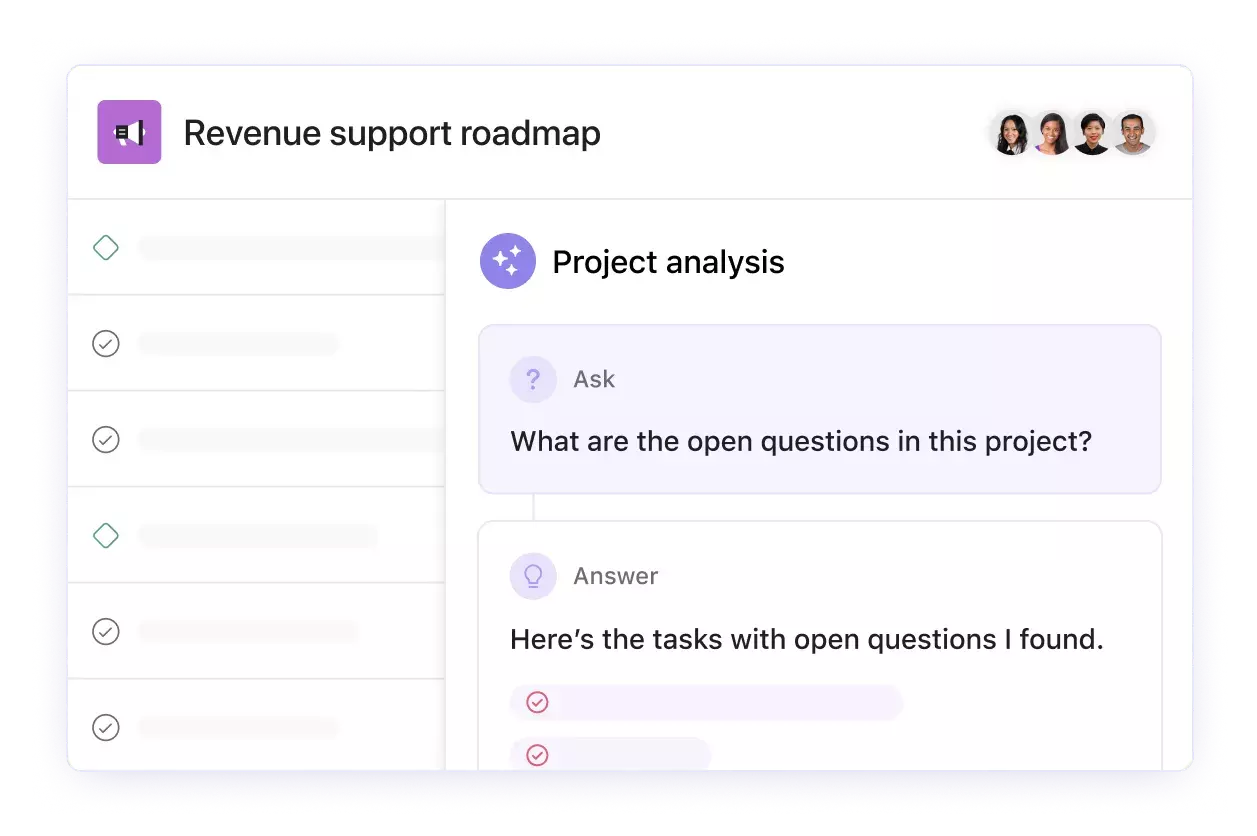 Revenue support roadmap
Project analysis
?
Ask
What are the open questions in this project?
Answer
Here’s the tasks with open questions I found.